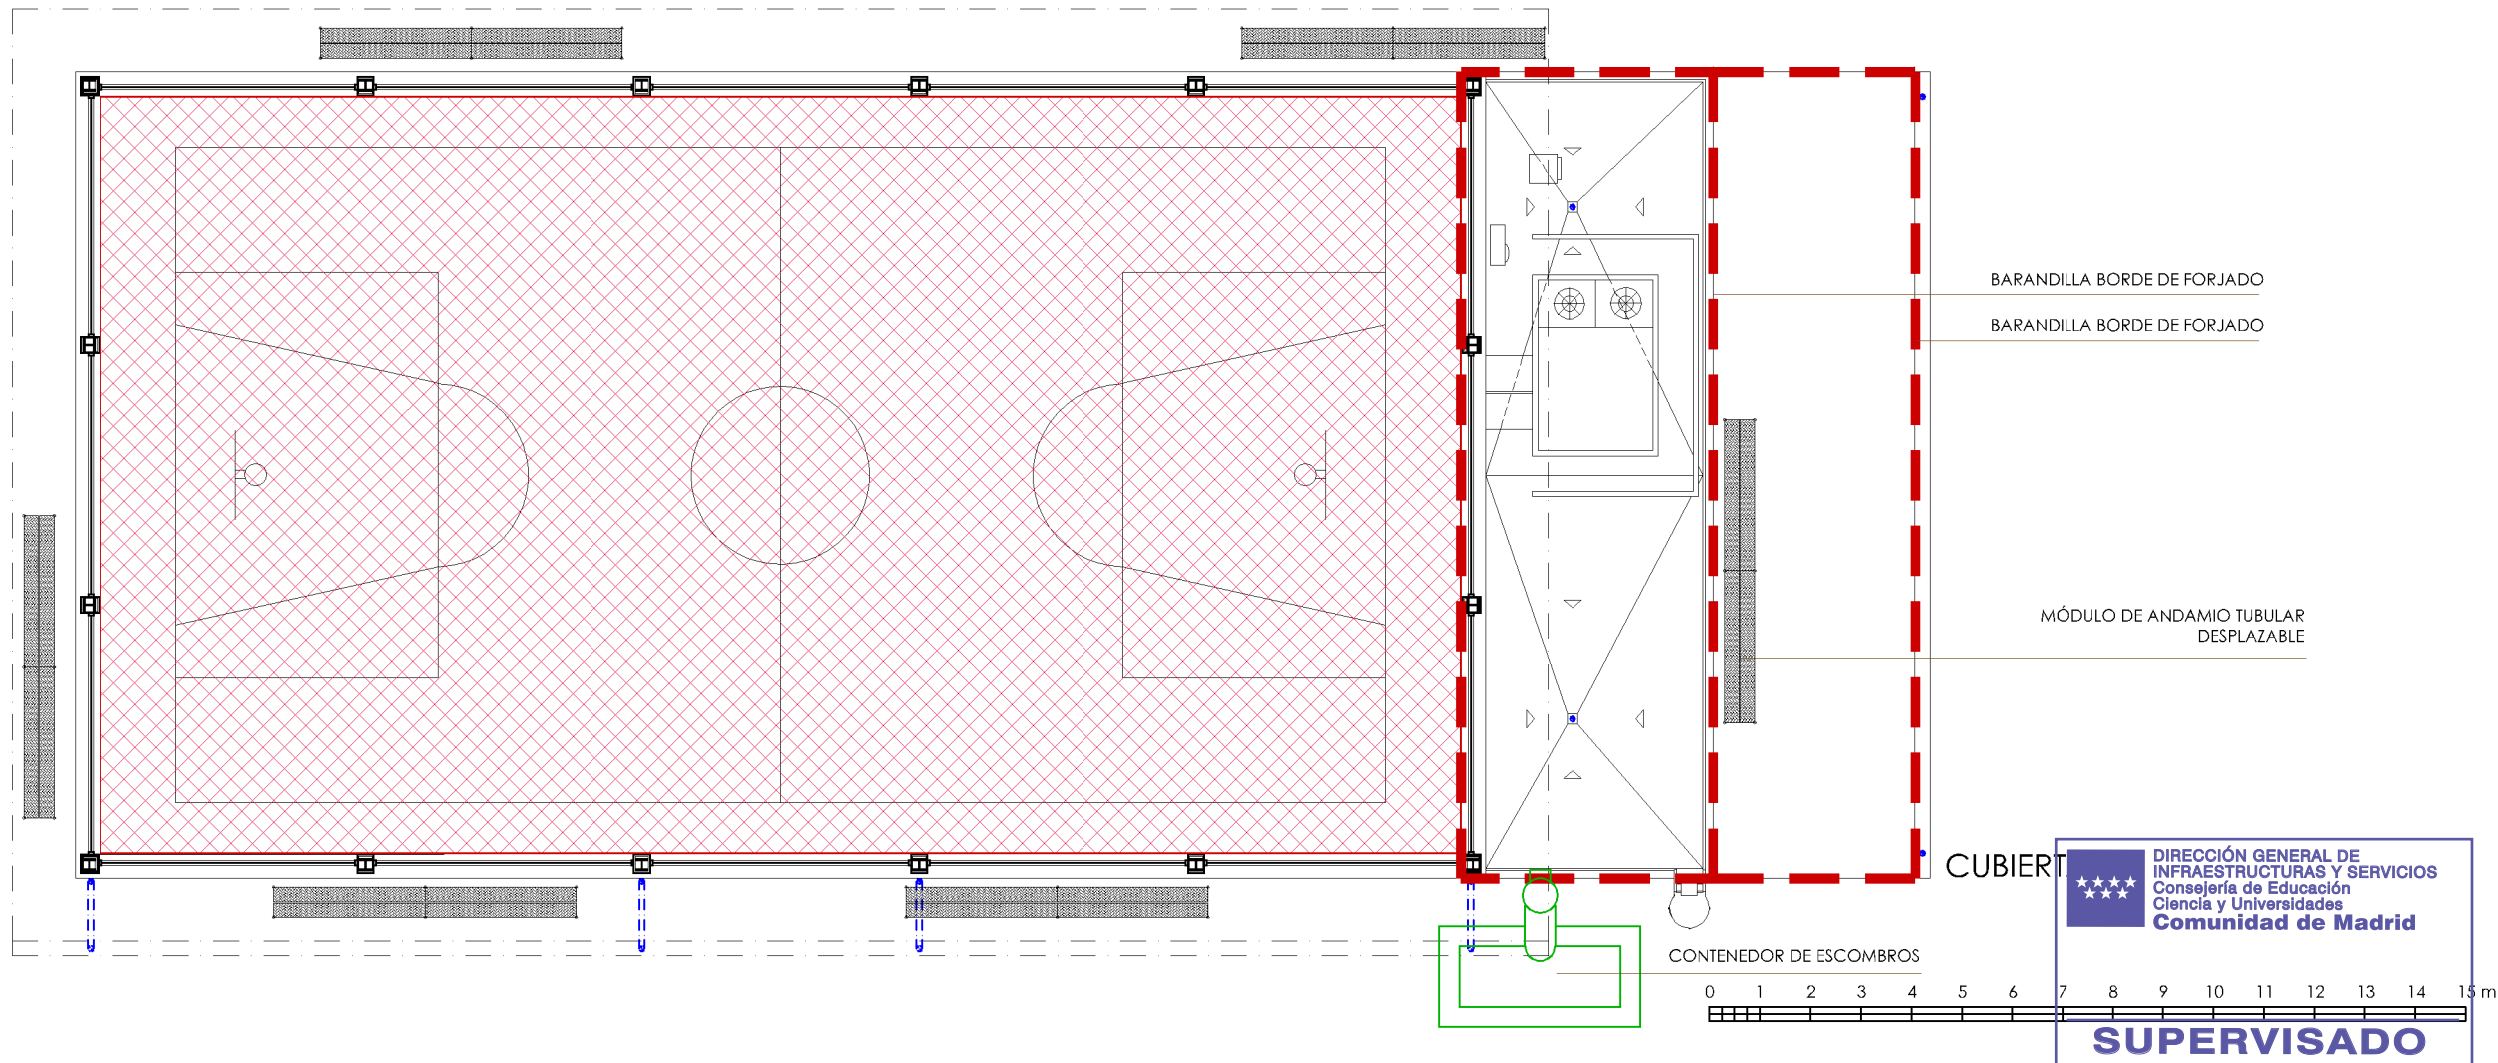 BARANDILLA BORDE DE FORJADO
BARANDILLA BORDE DE FORJADO
MÓDULO DE ANDAMIO TUBULAR
DESPLAZABLE
DIRECCIÓN GENERAL DE
INFRAESTRUCTURAS Y SERVICIOS
Consejería de Educación
Ciencia y Universidades
Comunidad de Madrid
CONTENEDOR DE ESCOMBROS
0 1 2 3 4 5 6 7 8 9 10 11 12 13 14 15 m
SUPERVISADO